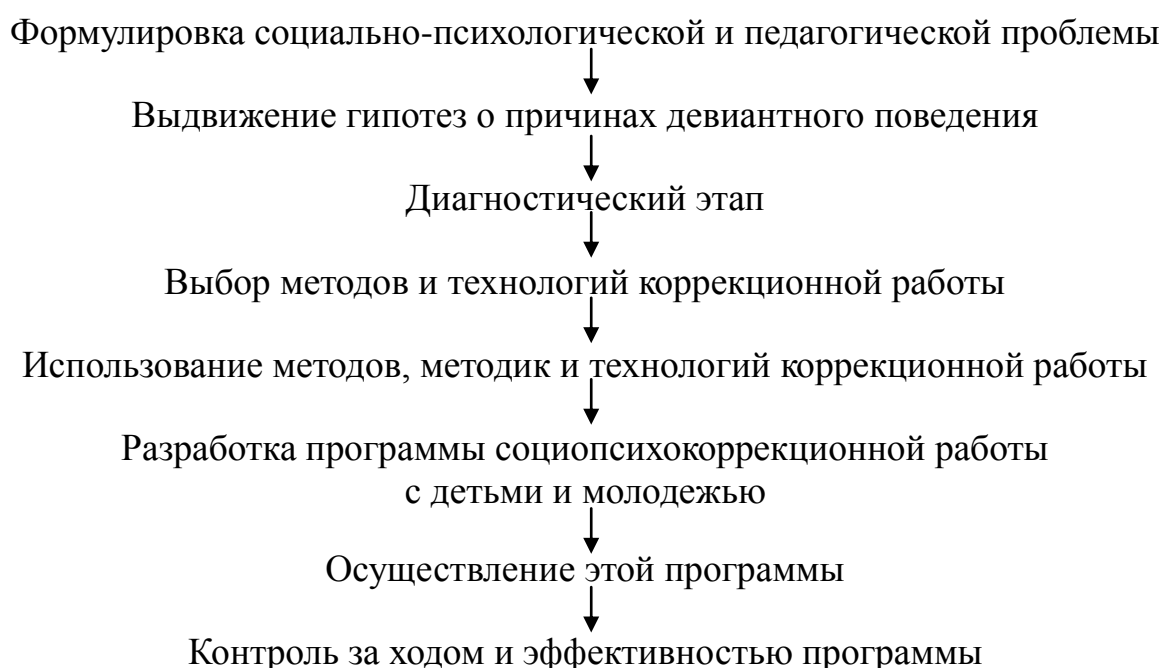 Формулировка социально-психологической и педагогической проблемы
Выдвижение гипотез о причинах девиантного поведения
Диагностический этап
Выбор методов и технологий коррекционной работы
Использование методов, методик и технологий коррекционной работы
Разработка программы социопсихокоррекционной работы
с детьми и молодежью
Осуществление этой программы
Контроль за ходом и эффективностью программы